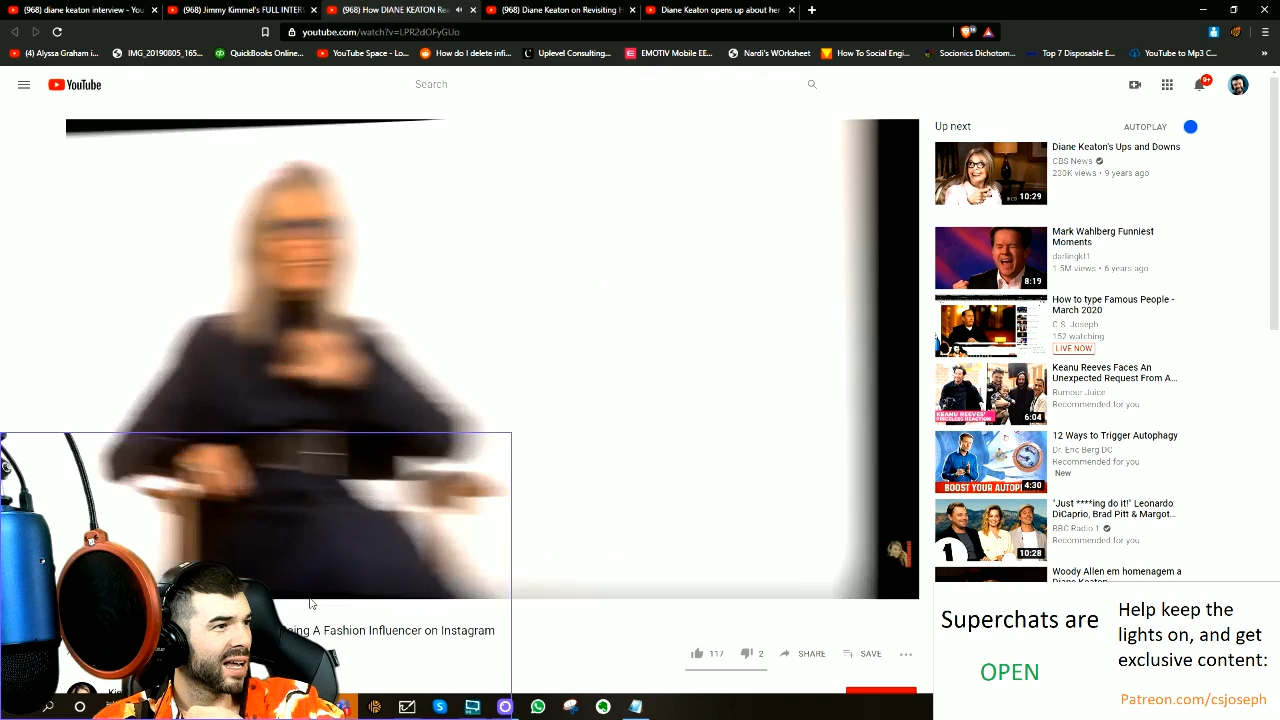 (968) diane keaton interview - You
(968) Jimmy Kimmel's FULL INTER
(968) How DIANE KEATON Re
(968) Diane Keaton on Revisiting H
Diane Keaton opens up about her
youtube.com/watch?v=LPR2dOFyGUo
(4) Alyssa Graham i...
IMG_20190805_165...
QuickBooks Online...
YouTube Space - Lo...
How do I delete infi...
Uplevel Consulting...
EMOTIV Mobile EE...
Nardi's WOrksheet
How To Social Engi...
Socionics Dichotom...
Top 7 Disposable E...
YouTube to Mp3 C...
YouTube
Search
9+
Up next
AUTOPLAY
Diane Keaton's Ups and Downs
CBS News
230K views • 9 years ago
10:29
Mark Wahlberg Funniest
Moments
darlingkt1
1.5M views • 6 years ago
8:19
How to type Famous People -
March 2020
C.S. Joseph
152 watching
LIVE NOW
Keanu Reeves Faces An
Unexpected Request From A...
Rumour Juice
Recommended for you
KEANU REEVES'
PRICELESS REACTION
6:04
12 Ways to Trigger Autophagy
Dr. Eric Berg DC
Recommended for you
New
BOOST YOUR AUTOP
4:30
'Just ****ing do it!' Leonardo
DiCaprio, Brad Pitt & Margot...
BBC Radio 1
Recommended for you
10:28
Woody Allen em homenagem a
eing A Fashion Influencer on Instagram
117
2
SHARE
SAVE
Superchats are
OPEN
Help keep the
lights on, and get
exclusive content:
Patreon.com/csjoseph